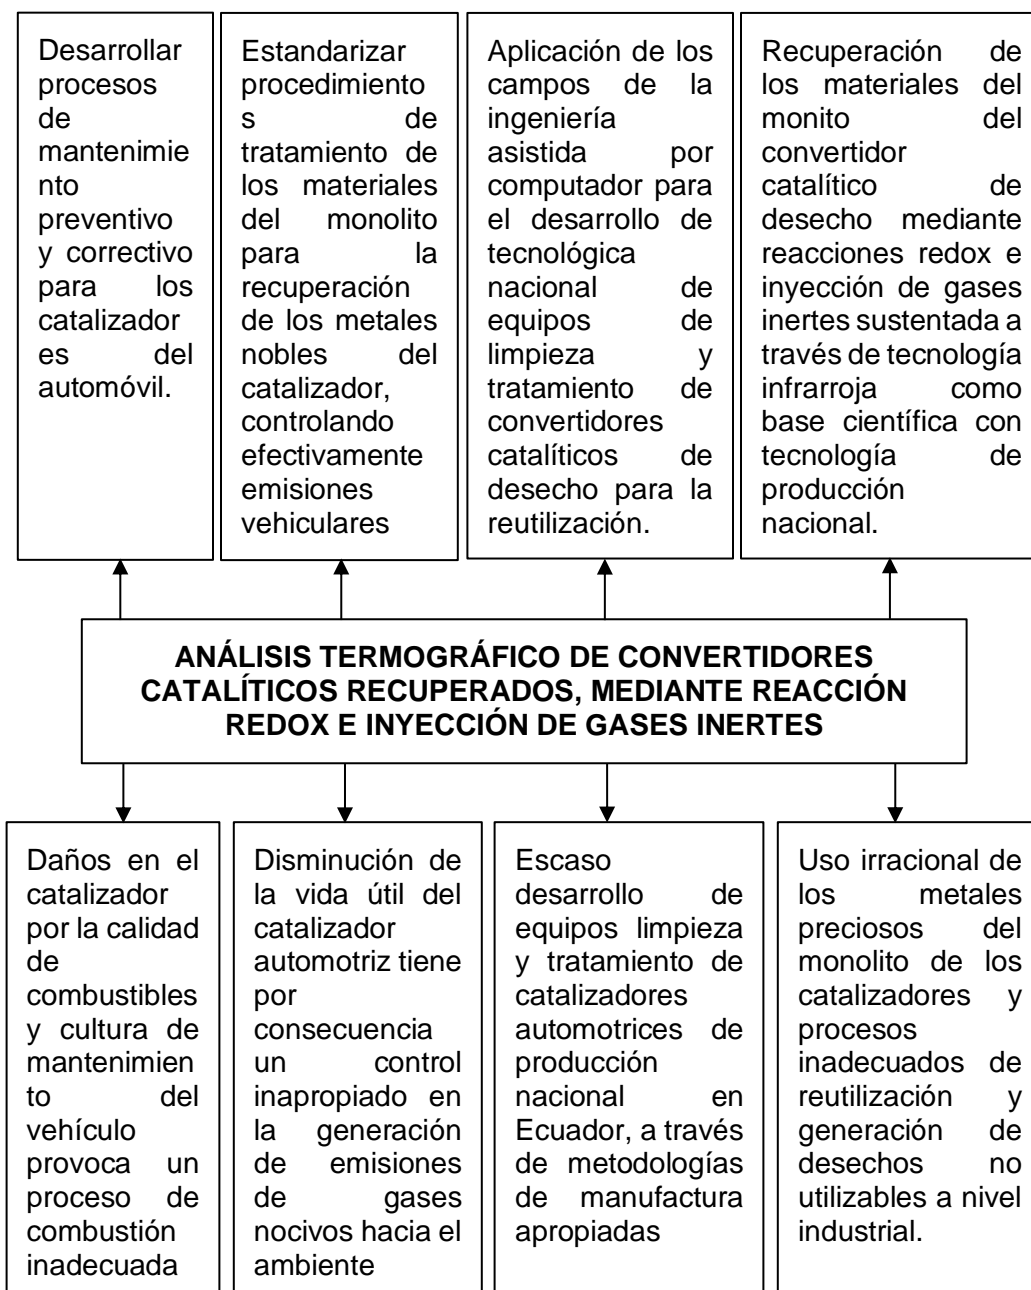 Desarrollar
procesos
de
mantenimie
nto
preventivo
y correctivo
para los
catalizador
es del
automóvil.
Estandarizar
procedimiento
s de
tratamiento de
los materiales
del monolito
para la
recuperación
de los metales
nobles del
catalizador,
controlando
efectivamente
emisiones
vehiculares
Aplicación de los
campos de la
ingeniería
asistida por
computador para
el desarrollo de
tecnológica
nacional de
equipos de
limpieza y
tratamiento de
convertidores
catalíticos de
desecho para la
reutilización.
Recuperación de
los materiales del
monito del
convertidor
catalítico de
desecho mediante
reacciones redox e
inyección de gases
inertes sustentada a
través de tecnología
infrarroja como
base científica con
tecnología de
producción
nacional.
ANÁLISIS TERMOGRÁFICO DE CONVERTIDORES
CATALÍTICOS RECUPERADOS, MEDIANTE REACCIÓN
REDOX E INYECCIÓN DE GASES INERTES
Daños en el
catalizador
por la calidad
de
combustibles
y cultura de
mantenimien
to del
vehículo
provoca un
proceso de
combustión
inadecuada
Disminución de
la vida útil del
catalizador
automotriz tiene
por
consecuencia
un control
inapropiado en
la generación
de emisiones
de gases
nocivos hacia el
ambiente
Escaso
desarrollo de
equipos limpieza
y tratamiento de
catalizadores
automotrices de
producción
nacional en
Ecuador, a través
de metodologías
de manufactura
apropiadas
Uso irracional de
los metales
preciosos del
monolito de los
catalizadores y
procesos
inadecuados de
reutilización y
generación de
desechos no
utilizables a nivel
industrial.